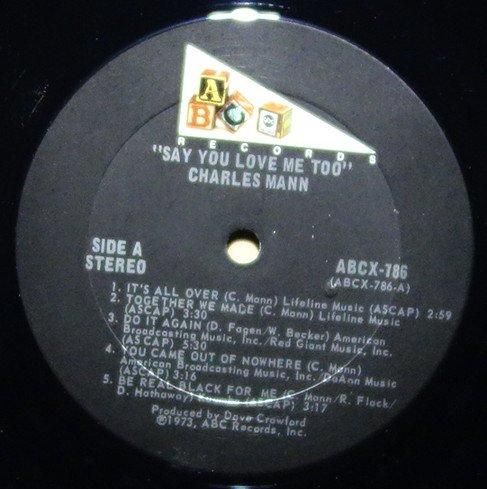 A
B C abc
RECORDS
"SAY YOU LOVE ME TOO"
CHARLES MANN
SIDE A
STEREO
ABCX-786
(ABCX-786-A)
1. IT'S ALL OVER (C. Mann) Lifeline Music (ASCAP) 2:59
2. TOGETHER WE MADE (C. Mann) Lifeline Music
(ASCAP) 3:30
3. DO IT AGAIN (D. Fagen/W. Becker) American
Broadcasting Music, Inc./Red Giant Music, Inc.
(ASCAP) 5:30
4. YOU CAME OUT OF NOWHERE (C. Mann)
American Broadcasting Music, Inc./DaAnn Music
(ASCAP) 3:16
5. BE REAL BLACK FOR ME Mann/R. Flack/
D. Hathaway) (ASCAP) 3:17
Produced by Dave Crawford
℗1973, ABC Records, Inc.